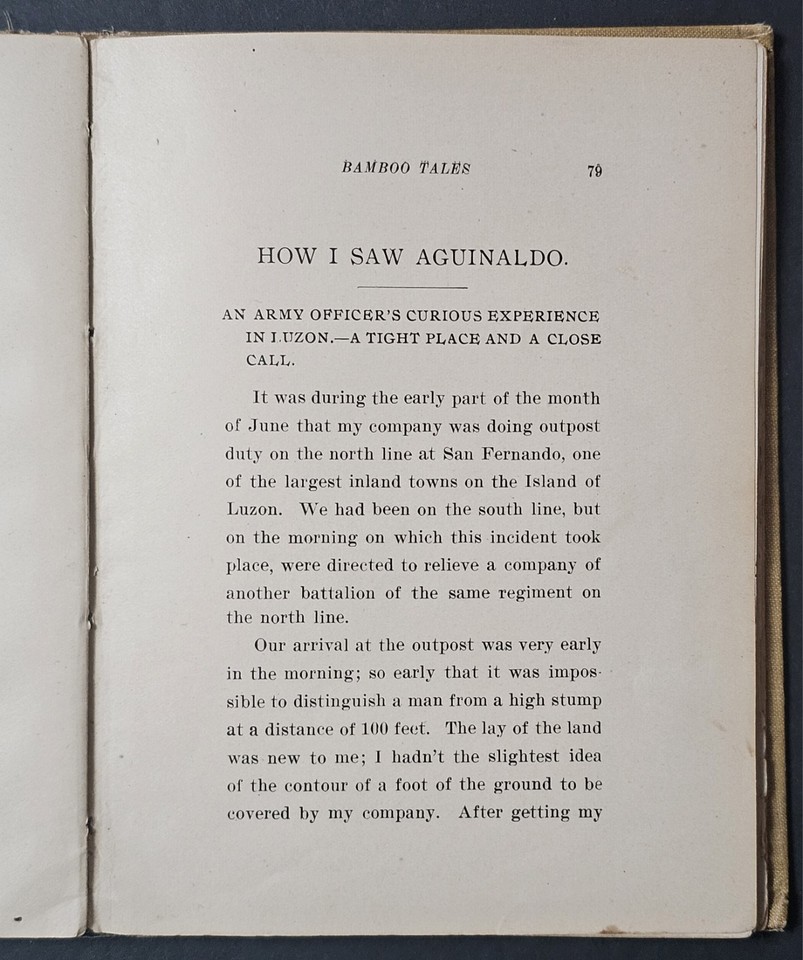 BAMBOO TALES 79
HOW I SAW AGUINALDO.
AN ARMY OFFICER'S CURIOUS EXPERIENCE
IN LUZON.—A TIGHT PLACE AND A CLOSE
CALL.
It was during the early part of the month
of June that my company was doing outpost
duty on the north line at San Fernando, one
of the largest inland towns on the Island of
Luzon. We had been on the south line, but
on the morning on which this incident took
place, were directed to relieve a company of
another battalion of the same regiment on
the north line.
Our arrival at the outpost was very early
in the morning; so early that it was impos-
sible to distinguish a man from a high stump
at a distance of 100 feet. The lay of the land
was new to me; I hadn't the slightest idea
of the contour of a foot of the ground to be
covered by my company. After getting my